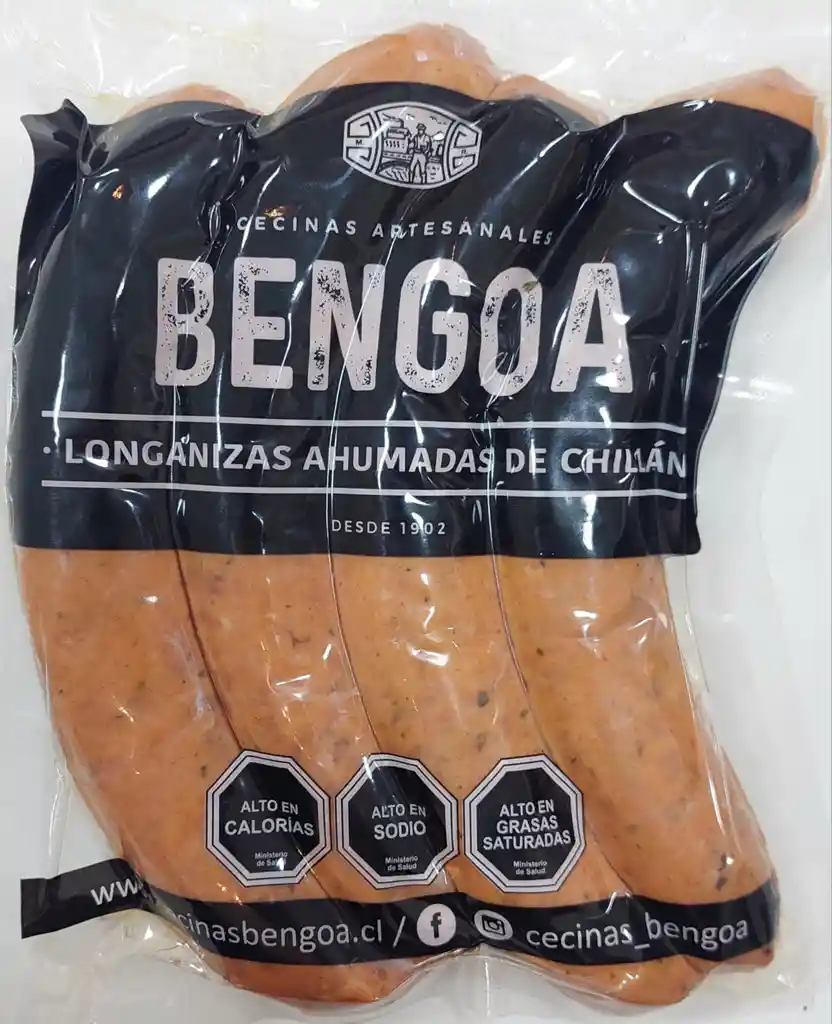 CECINAS ARTESANALES
BENGOA
· LONGANIZAS AHUMADAS DE CHILLÁN
DESDE 1902
ALTO EN
CALORÍAS
Ministerio
de Salud
ALTO EN
SODIO
Ministerio
de Salud
ALTO EN
GRASAS
SATURADAS
Ministerio
de Salud
cinasbengoa.cl / f cecinas_bengoa